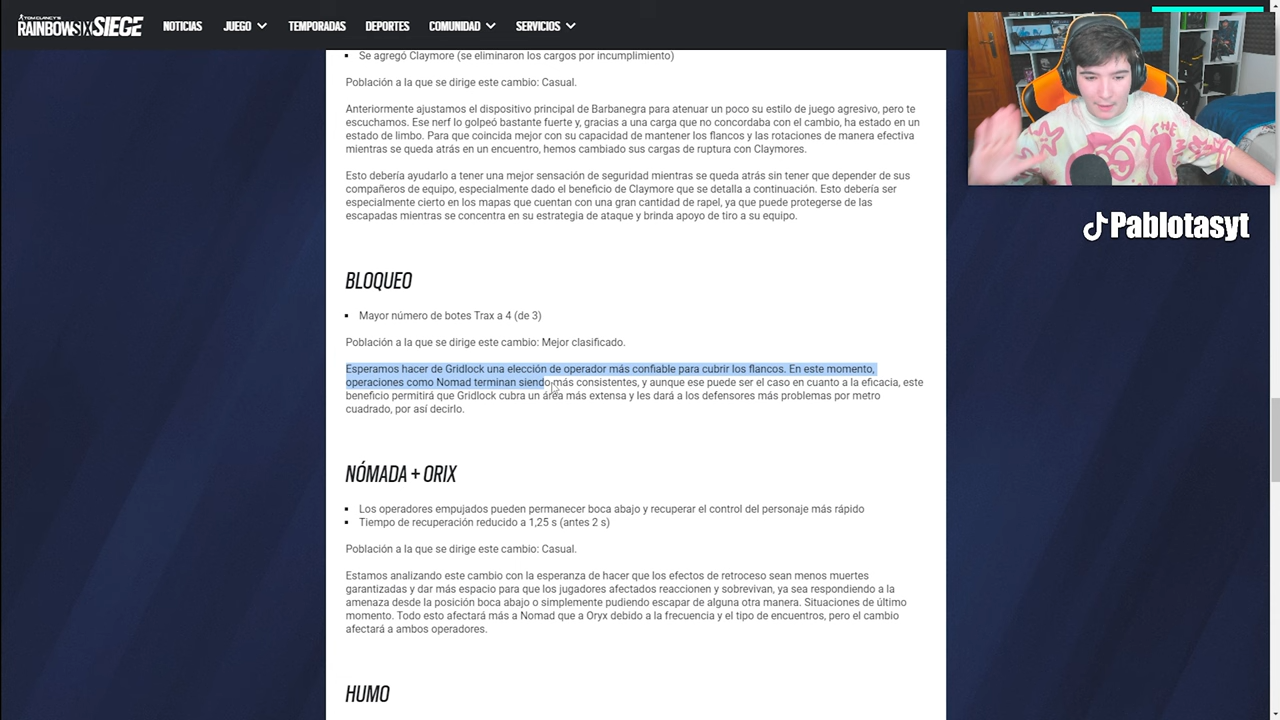 TOM CLANCY'S
RAINBOWSIX SIEGE
NOTICIAS
JUEGO
TEMPORADAS
DEPORTES
COMUNIDAD
SERVICIOS
Se agregó Claymore (se eliminaron los cargos por incumplimiento)
Población a la que se dirige este cambio: Casual.
Anteriormente ajustamos el dispositivo principal de Barbanegra para atenuar un poco su estilo de juego agresivo, pero te
escuchamos. Ese nerf lo golpeó bastante fuerte y, gracias a una carga que no concordaba con el cambio, ha estado en un
estado de limbo. Para que coincida mejor con su capacidad de mantener los flancos y las rotaciones de manera efectiva
mientras se queda atrás en un encuentro, hemos cambiado sus cargas de ruptura con Claymores.
Esto debería ayudarlo a tener una mejor sensación de seguridad mientras se queda atrás sin tener que depender de sus
compañeros de equipo, especialmente dado el beneficio de Claymore que se detalla a continuación. Esto debería ser
especialmente cierto en los mapas que cuentan con una gran cantidad de rapel, ya que puede protegerse de las
escapadas mientras se concentra en su estrategia de ataque y brinda apoyo de tiro a su equipo.
BLOQUEO
Mayor número de botes Trax a 4 (de 3)
Población a la que se dirige este cambio: Mejor clasificado.
Esperamos hacer de Gridlock una elección de operador más confiable para cubrir los flancos. En este momento,
operaciones como Nomad terminan siendo más consistentes, y aunque ese puede ser el caso en cuanto a la eficacia, este
beneficio permitirá que Gridlock cubra un área más extensa y les dará a los defensores más problemas por metro
cuadrado, por así decirlo.
NÓMADA + ORIX
Los operadores empujados pueden permanecer boca abajo y recuperar el control del personaje más rápido
Tiempo de recuperación reducido a 1,25 s (antes 2 s)
Población a la que se dirige este cambio: Casual.
Estamos analizando este cambio con la esperanza de hacer que los efectos de retroceso sean menos muertes
garantizadas y dar más espacio para que los jugadores afectados reaccionen y sobrevivan, ya sea respondiendo a la
amenaza desde la posición boca abajo o simplemente pudiendo escapar de alguna otra manera. Situaciones de último
momento. Todo esto afectará más a Nomad que a Oryx debido a la frecuencia y el tipo de encuentros, pero el cambio
afectará a ambos operadores.
HUMO
Pablotasyt
THE